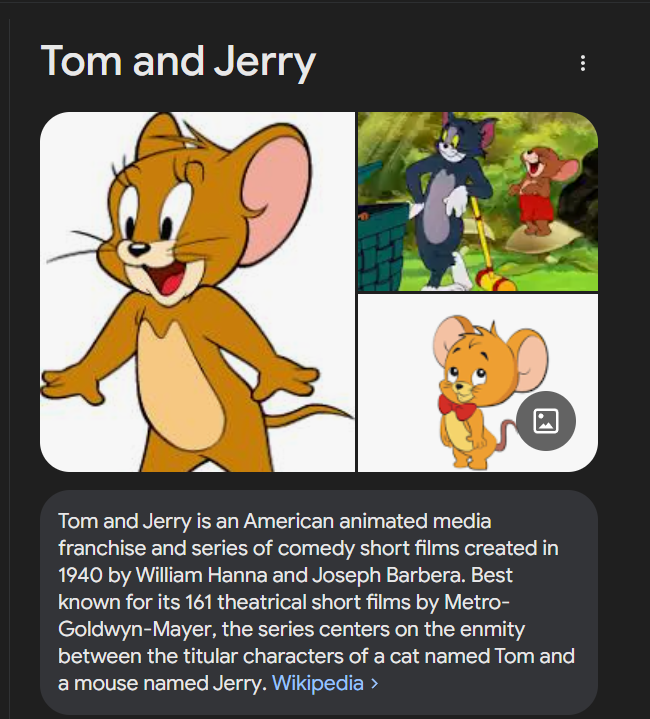 Tom and Jerry
Tom and Jerry is an American animated media
franchise and series of comedy short films created in
1940 by William Hanna and Joseph Barbera. Best
known for its 161 theatrical short films by Metro-
Goldwyn-Mayer, the series centers on the enmity
between the titular characters of a cat named Tom and
a mouse named Jerry. Wikipedia >